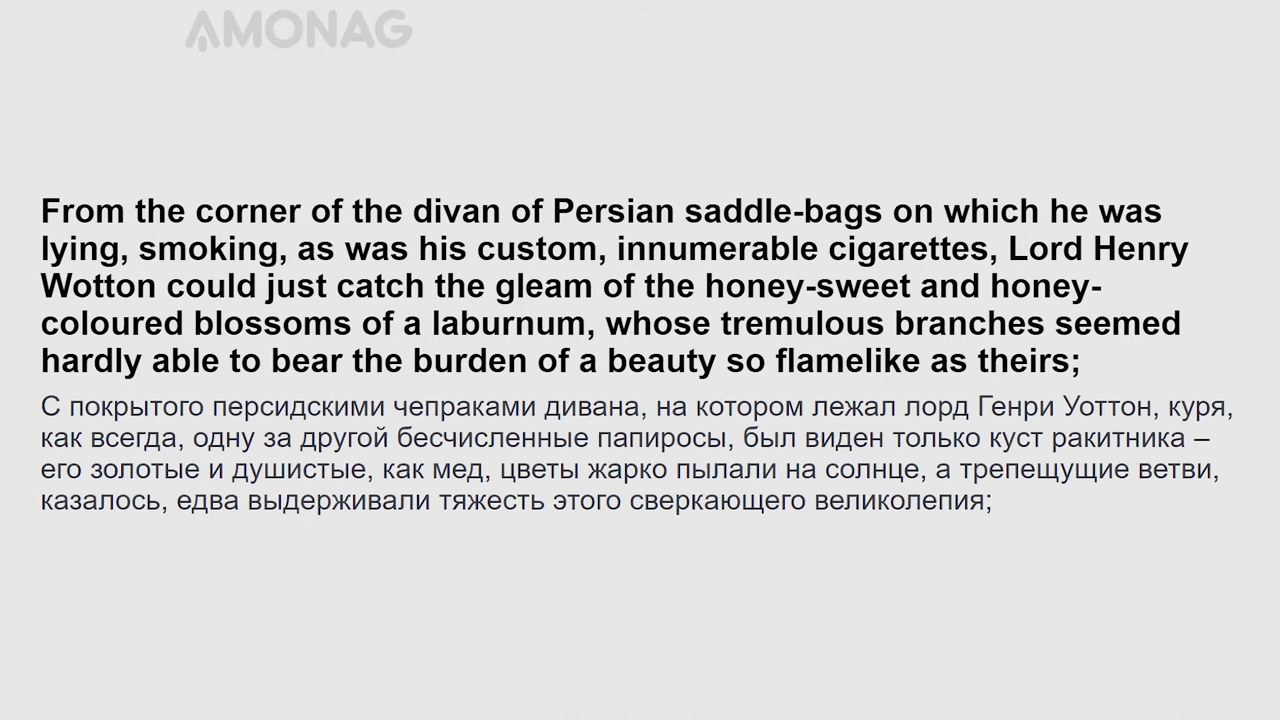 AMONAG
From the corner of the divan of Persian saddle-bags on which he was
lying, smoking, as was his custom, innumerable cigarettes, Lord Henry
Wotton could just catch the gleam of the honey-sweet and honey-
coloured blossoms of a laburnum, whose tremulous branches seemed
hardly able to bear the burden of a beauty so flamelike as theirs;
С покрытого персидскими чепраками дивана, на котором лежал лорд Генри Уоттон, куря,
как всегда, одну за другой бесчисленные папиросы, был виден только куст ракитника –
его золотые и душистые, как мед, цветы жарко пылали на солнце, а трепещущие ветви,
казалось, едва выдерживали тяжесть этого сверкающего великолепия;